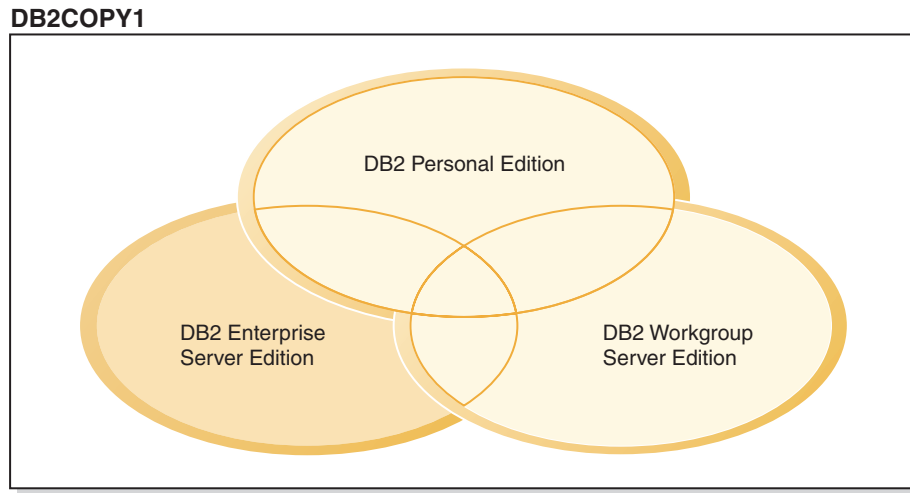 DB2COPY1
DB2 Personal Edition
DB2 Enterprise
Server Edition
DB2 Workgroup
Server Edition